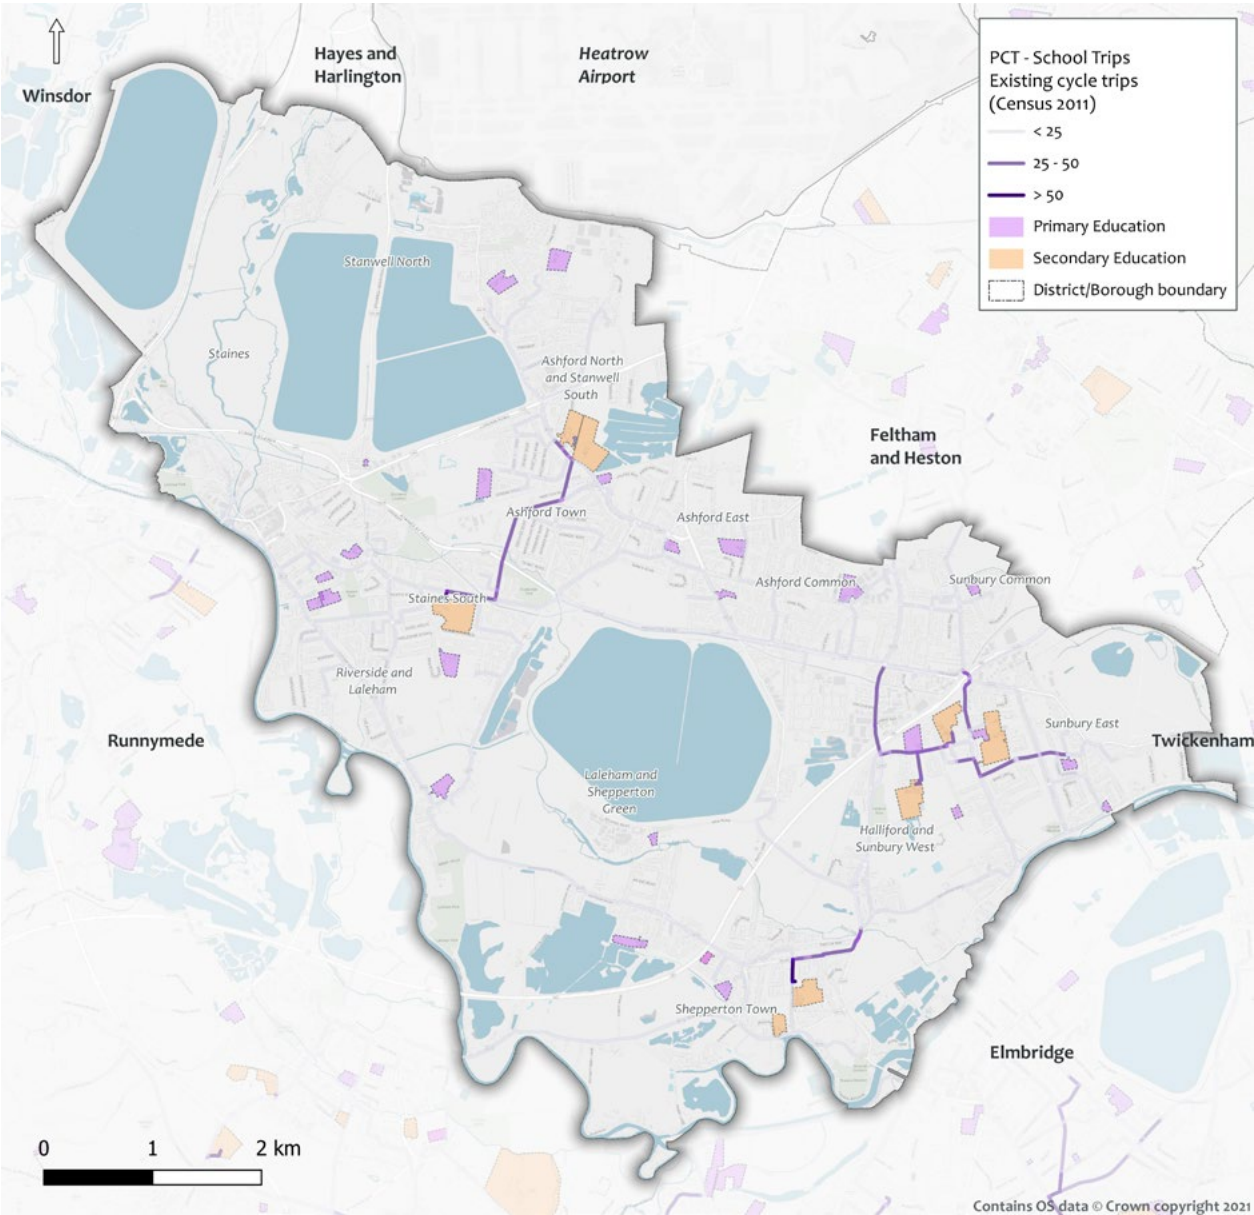 Hayes and
Harlington
Heatrow
Airport
Winsdor
PCT - School Trips
Existing cycle trips
(Census 2011)
< 25
25 - 50
> 50
Primary Education
Secondary Education
District/Borough boundary
Stanwell North
Staines
Ashford North
and Stanwell
South
Feltham
and Heston
Ashford Town
Ashford East
Ashford Common
Sunbury Common
Staines South
Riverside and
Laleham
Sunbury East
Runnymede
Twickenham
Laleham and
Shepperton
Green
Halliford and
Sunbury West
Shepperton Town
Elmbridge
0 1 2 km
Contains OS data © Crown copyright 2021